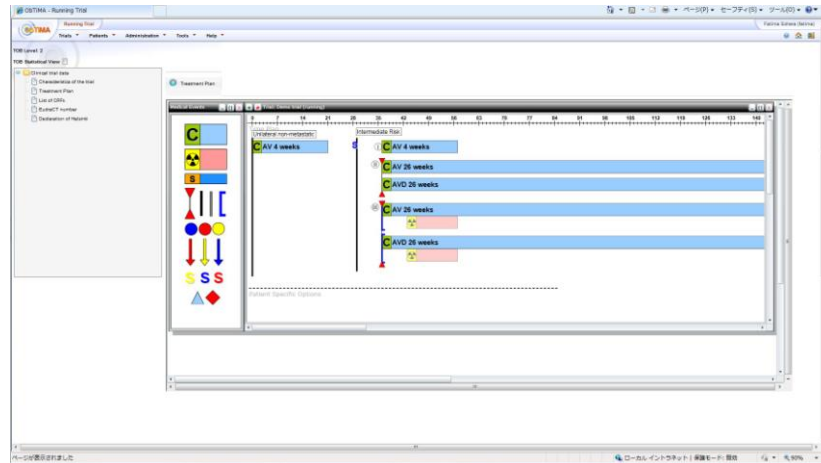 ObTiMA - Running Trial
ページ(P) セーフティ(S) ツール(O)
ObTiMA
Running Trial
Trials Patients Administration Tools Help
TOB Level 2
TOB Statistical View
Clinical trial data
Characteristics of the trial
Treatment Plan
List of CRFs
EudraCT number
Declaration of Helsinki
Treatment Plan
Medical Events
0 7 14 21 28 35 42 49 56 63 70 77 84 91 98 105 112 119 126 133 140
Unilateral non-metastatic
Intermediate Risk
C AV 4 weeks
S
I C AV 4 weeks
C AV 26 weeks
C AVD 26 weeks
C AV 26 weeks
C AVD 26 weeks
C
S
S S S
Patient Specific Options
ページが表示されました
ローカル イントラネット | 保護モード: 無効
90%